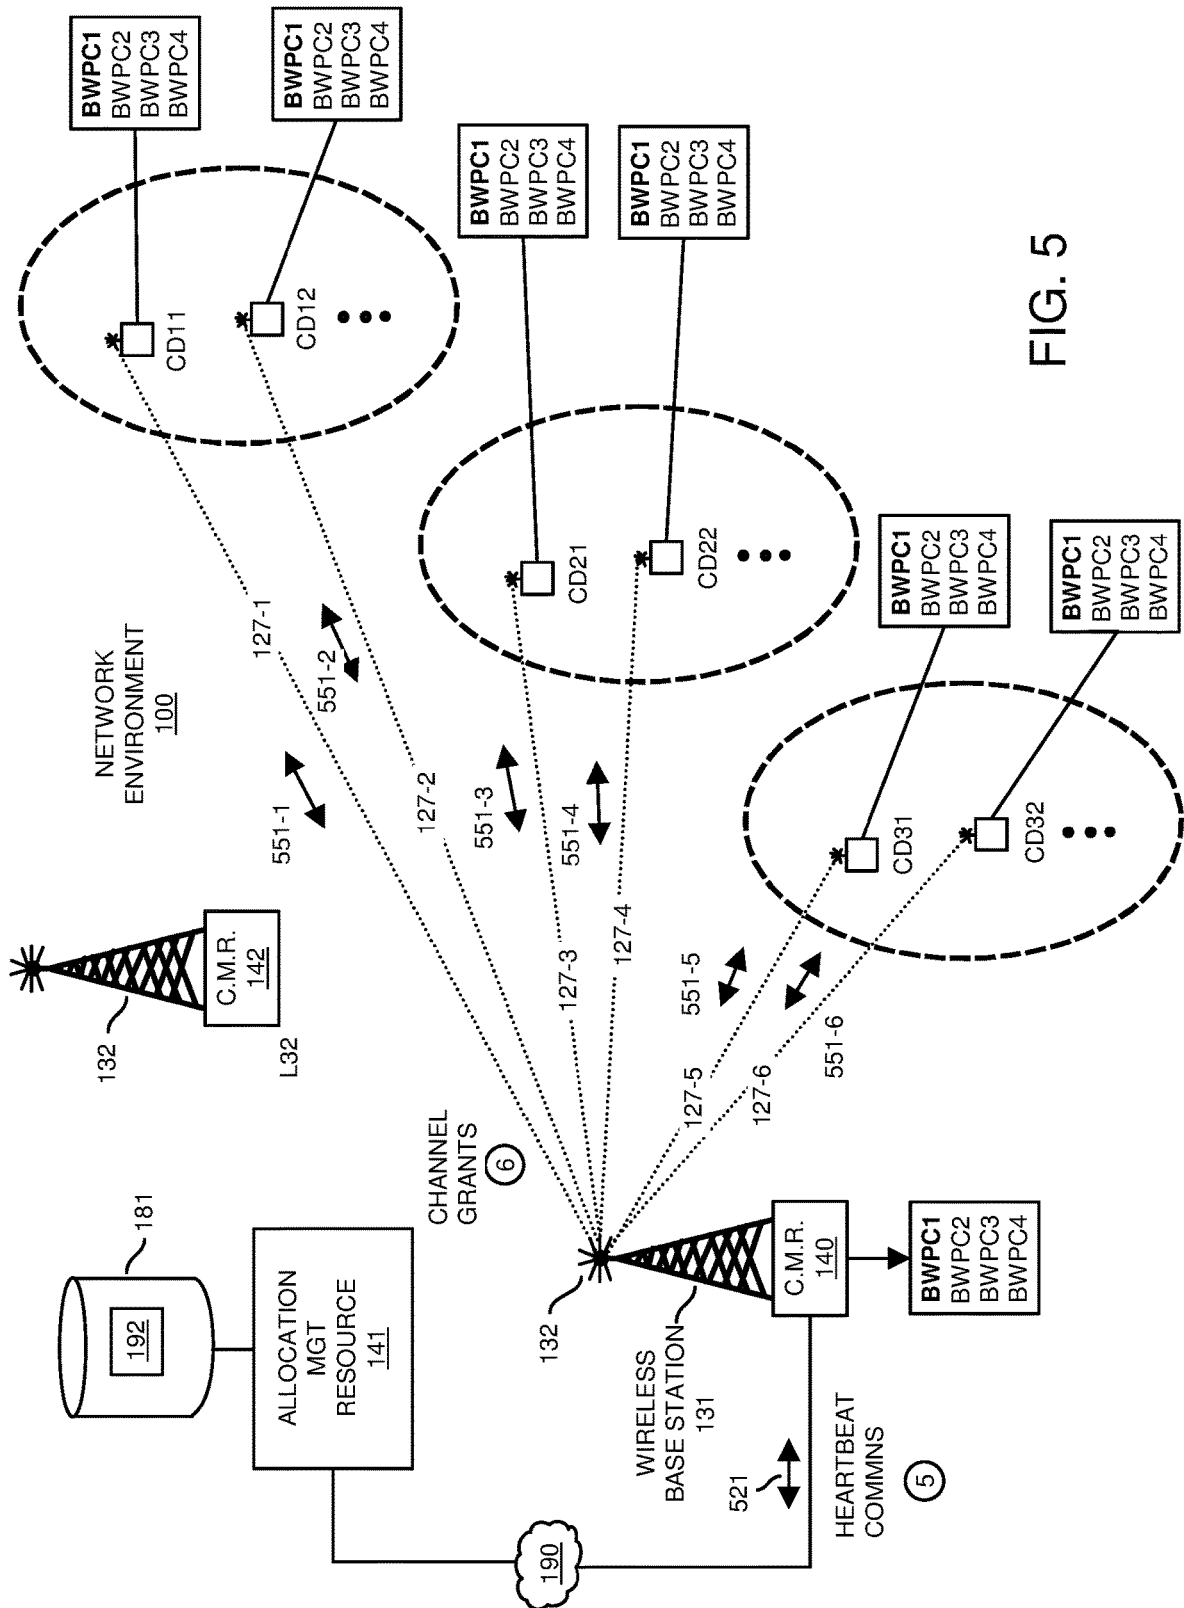 NETWORK
ENVIRONMENT
100
181
192
ALLOCATION
MGT
RESOURCE
141
190
CHANNEL
GRANTS
6
132
C.M.R.
142
L32
132
WIRELESS
BASE STATION
131
C.M.R.
140
521
HEARTBEAT
COMMNS
5
BWPC1
BWPC2
BWPC3
BWPC4
127-1
551-1
127-2
551-2
127-3
551-3
127-4
551-4
127-5
551-5
127-6
551-6
CD11
BWPC1
BWPC2
BWPC3
BWPC4
CD12
BWPC1
BWPC2
BWPC3
BWPC4
CD21
BWPC1
BWPC2
BWPC3
BWPC4
CD22
BWPC1
BWPC2
BWPC3
BWPC4
CD31
BWPC1
BWPC2
BWPC3
BWPC4
CD32
BWPC1
BWPC2
BWPC3
BWPC4
FIG. 5